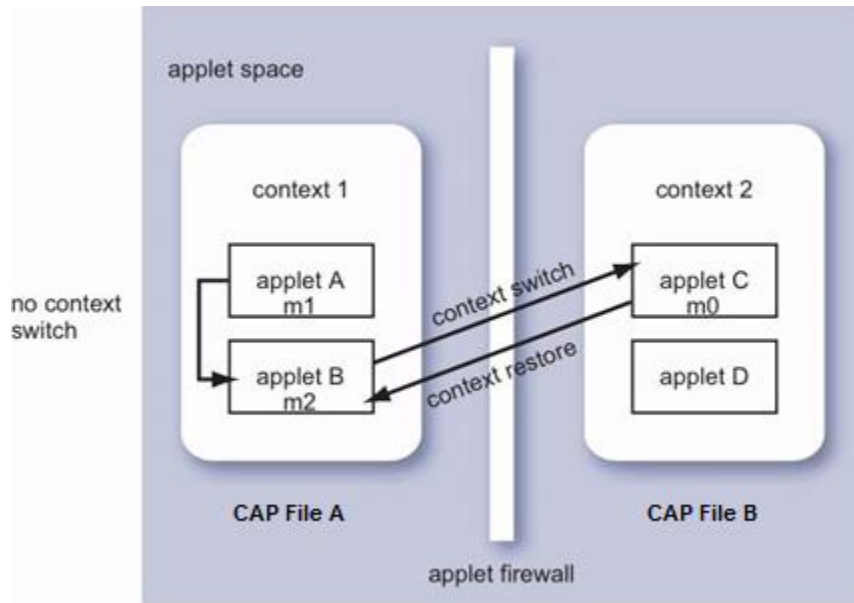 applet space
context 1
context 2
applet A
m1
applet C
m0
no context
switch
context switch
context restore
applet B
m2
applet D
CAP File A
CAP File B
applet firewall